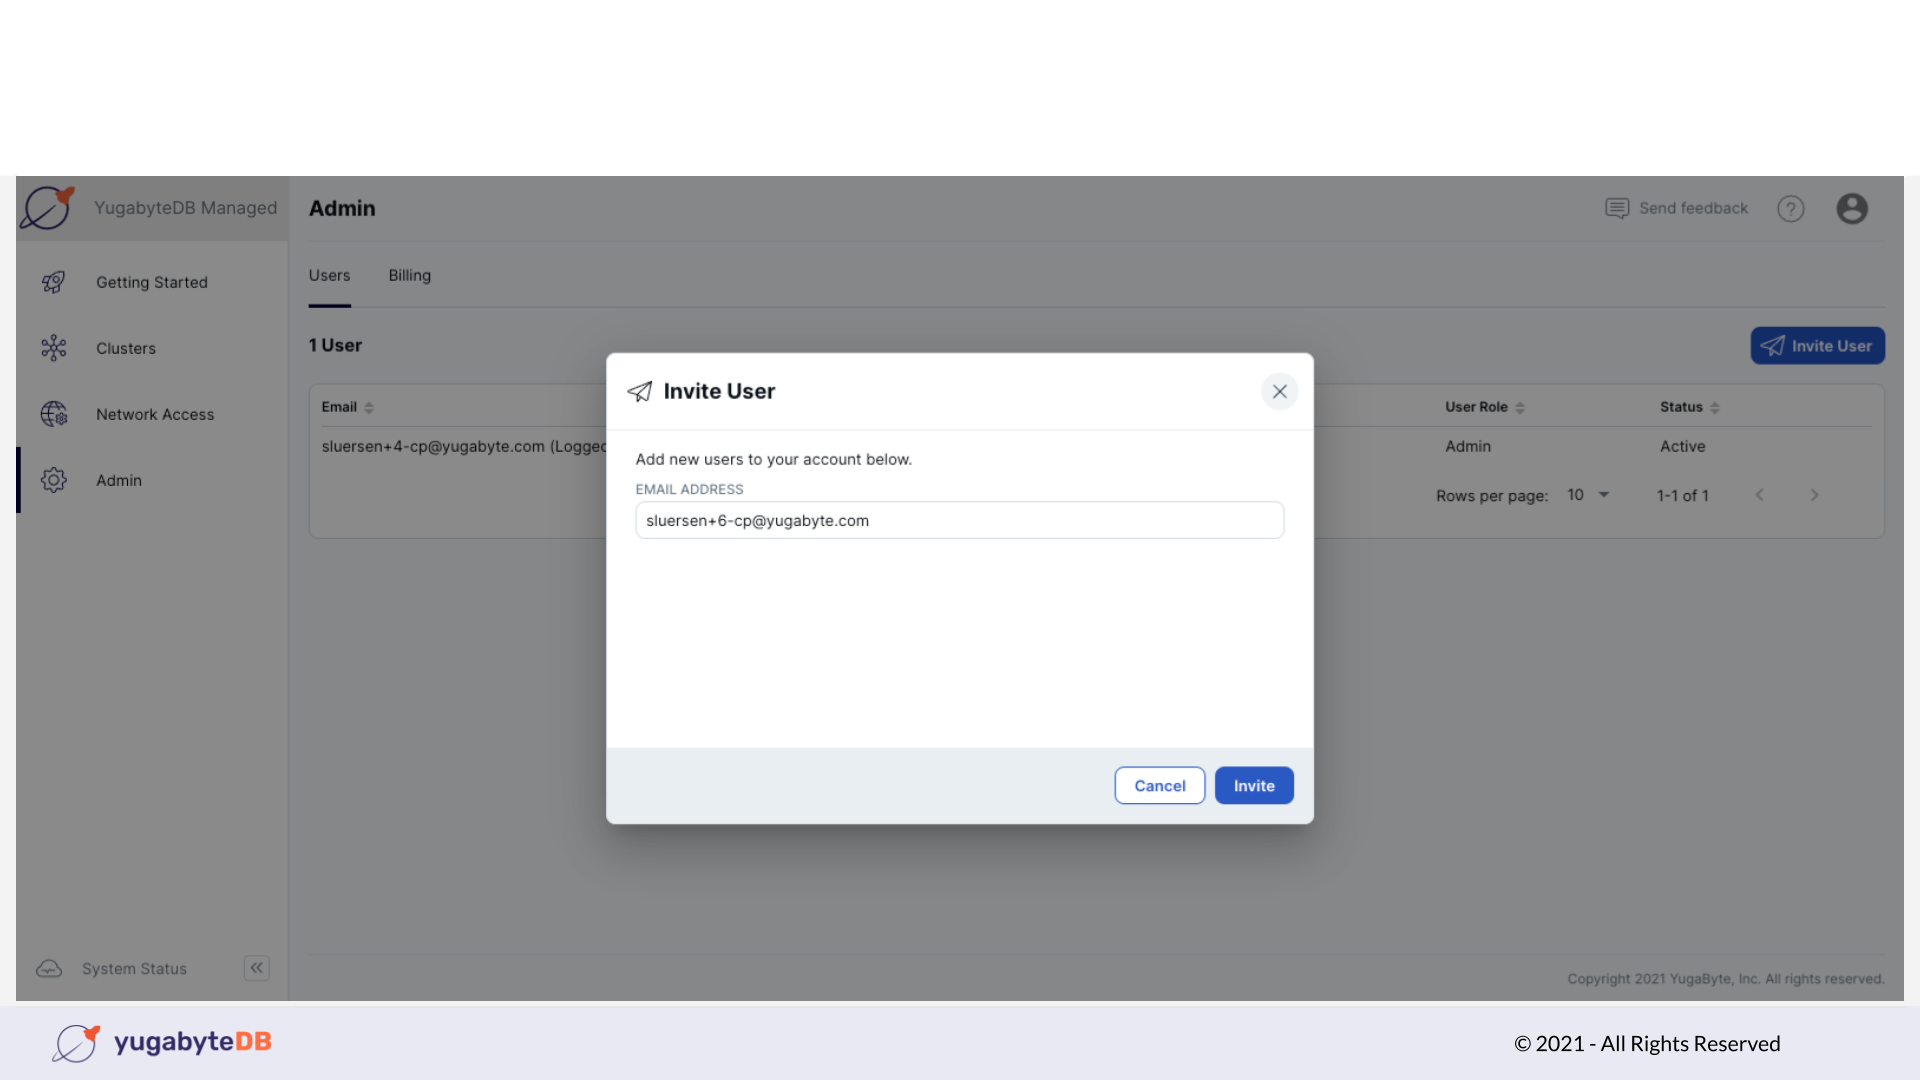 YugabyteDB Managed
Admin
Send feedback
?
Getting Started
Clusters
Network Access
Admin
Users Billing
1 User
Invite User
Email User Role Status
sluersen+4-cp@yugabyte.com (Logged Admin Active
Rows per page: 10 1-1 of 1
Invite User
Add new users to your account below.
EMAIL ADDRESS
sluersen+6-cp@yugabyte.com
Cancel Invite
System Status
Copyright 2021 YugaByte, Inc. All rights reserved.
yugabyteDB
© 2021 - All Rights Reserved